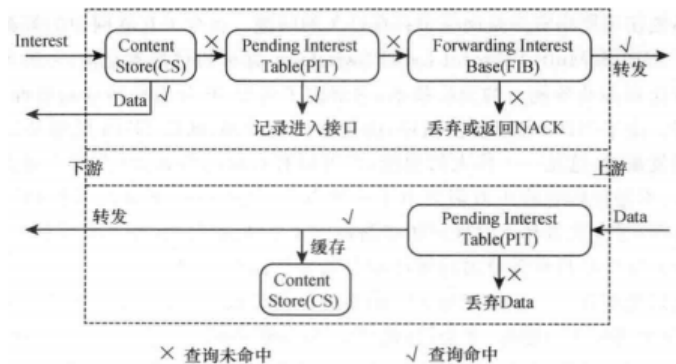 Interest
Content
Store(CS)
×
Pending Interest
Table(PIT)
×
Forwarding Interest
Base(FIB)
√
转发
Data
√
√
×
记录进入接口
丢弃或返回NACK
下游
上游
转发
√
Pending Interest
Table(PIT)
Data
缓存
Content
Store(CS)
×
丢弃Data
× 查询未命中
√ 查询命中